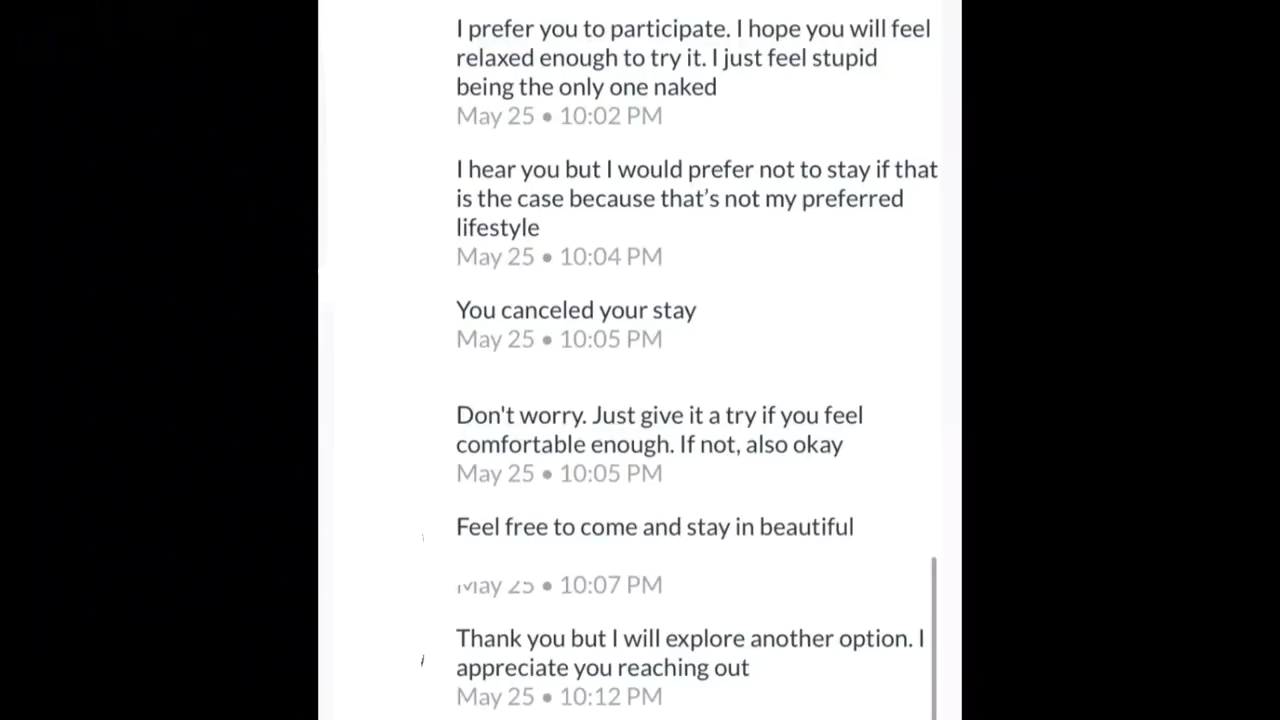 I prefer you to participate. I hope you will feel
relaxed enough to try it. I just feel stupid
being the only one naked
May 25 • 10:02 PM
I hear you but I would prefer not to stay if that
is the case because that’s not my preferred
lifestyle
May 25 • 10:04 PM
You canceled your stay
May 25 • 10:05 PM
Don't worry. Just give it a try if you feel
comfortable enough. If not, also okay
May 25 • 10:05 PM
Feel free to come and stay in beautiful
May 25 • 10:07 PM
Thank you but I will explore another option. I
appreciate you reaching out
May 25 • 10:12 PM